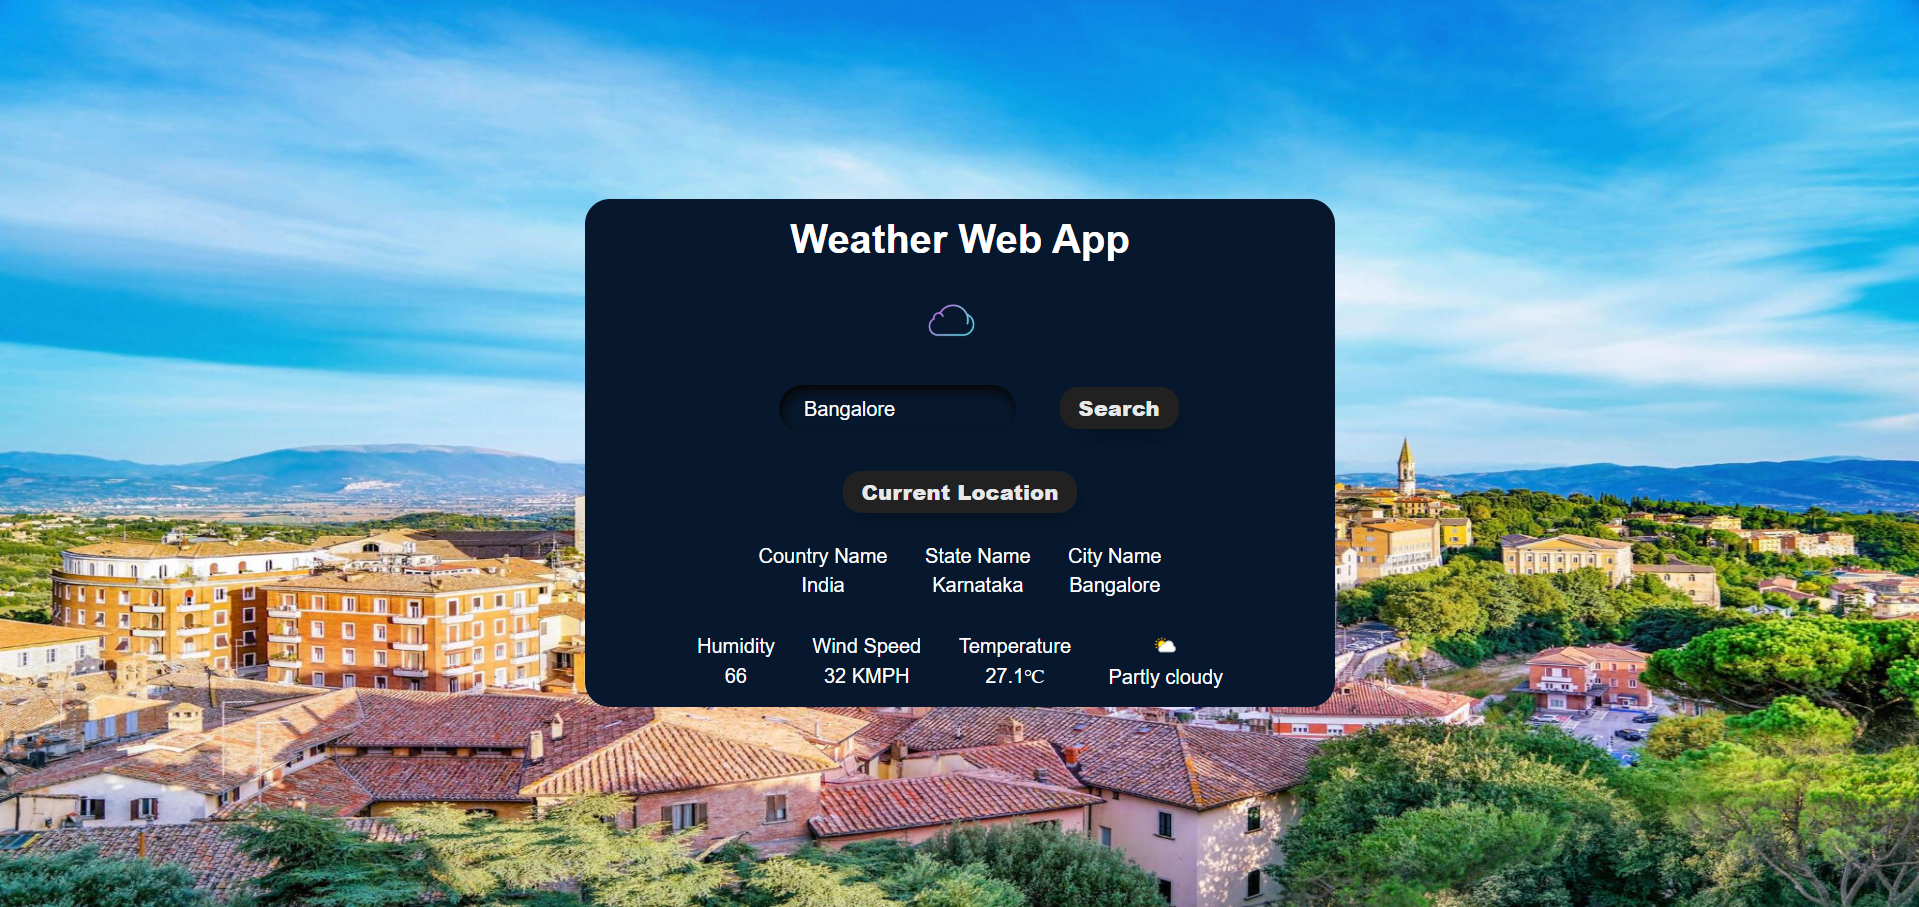 Weather Web App
Bangalore
Search
Current Location
Country Name State Name City Name
India Karnataka Bangalore
Humidity Wind Speed Temperature
66 32 KMPH 27.1℃ Partly cloudy